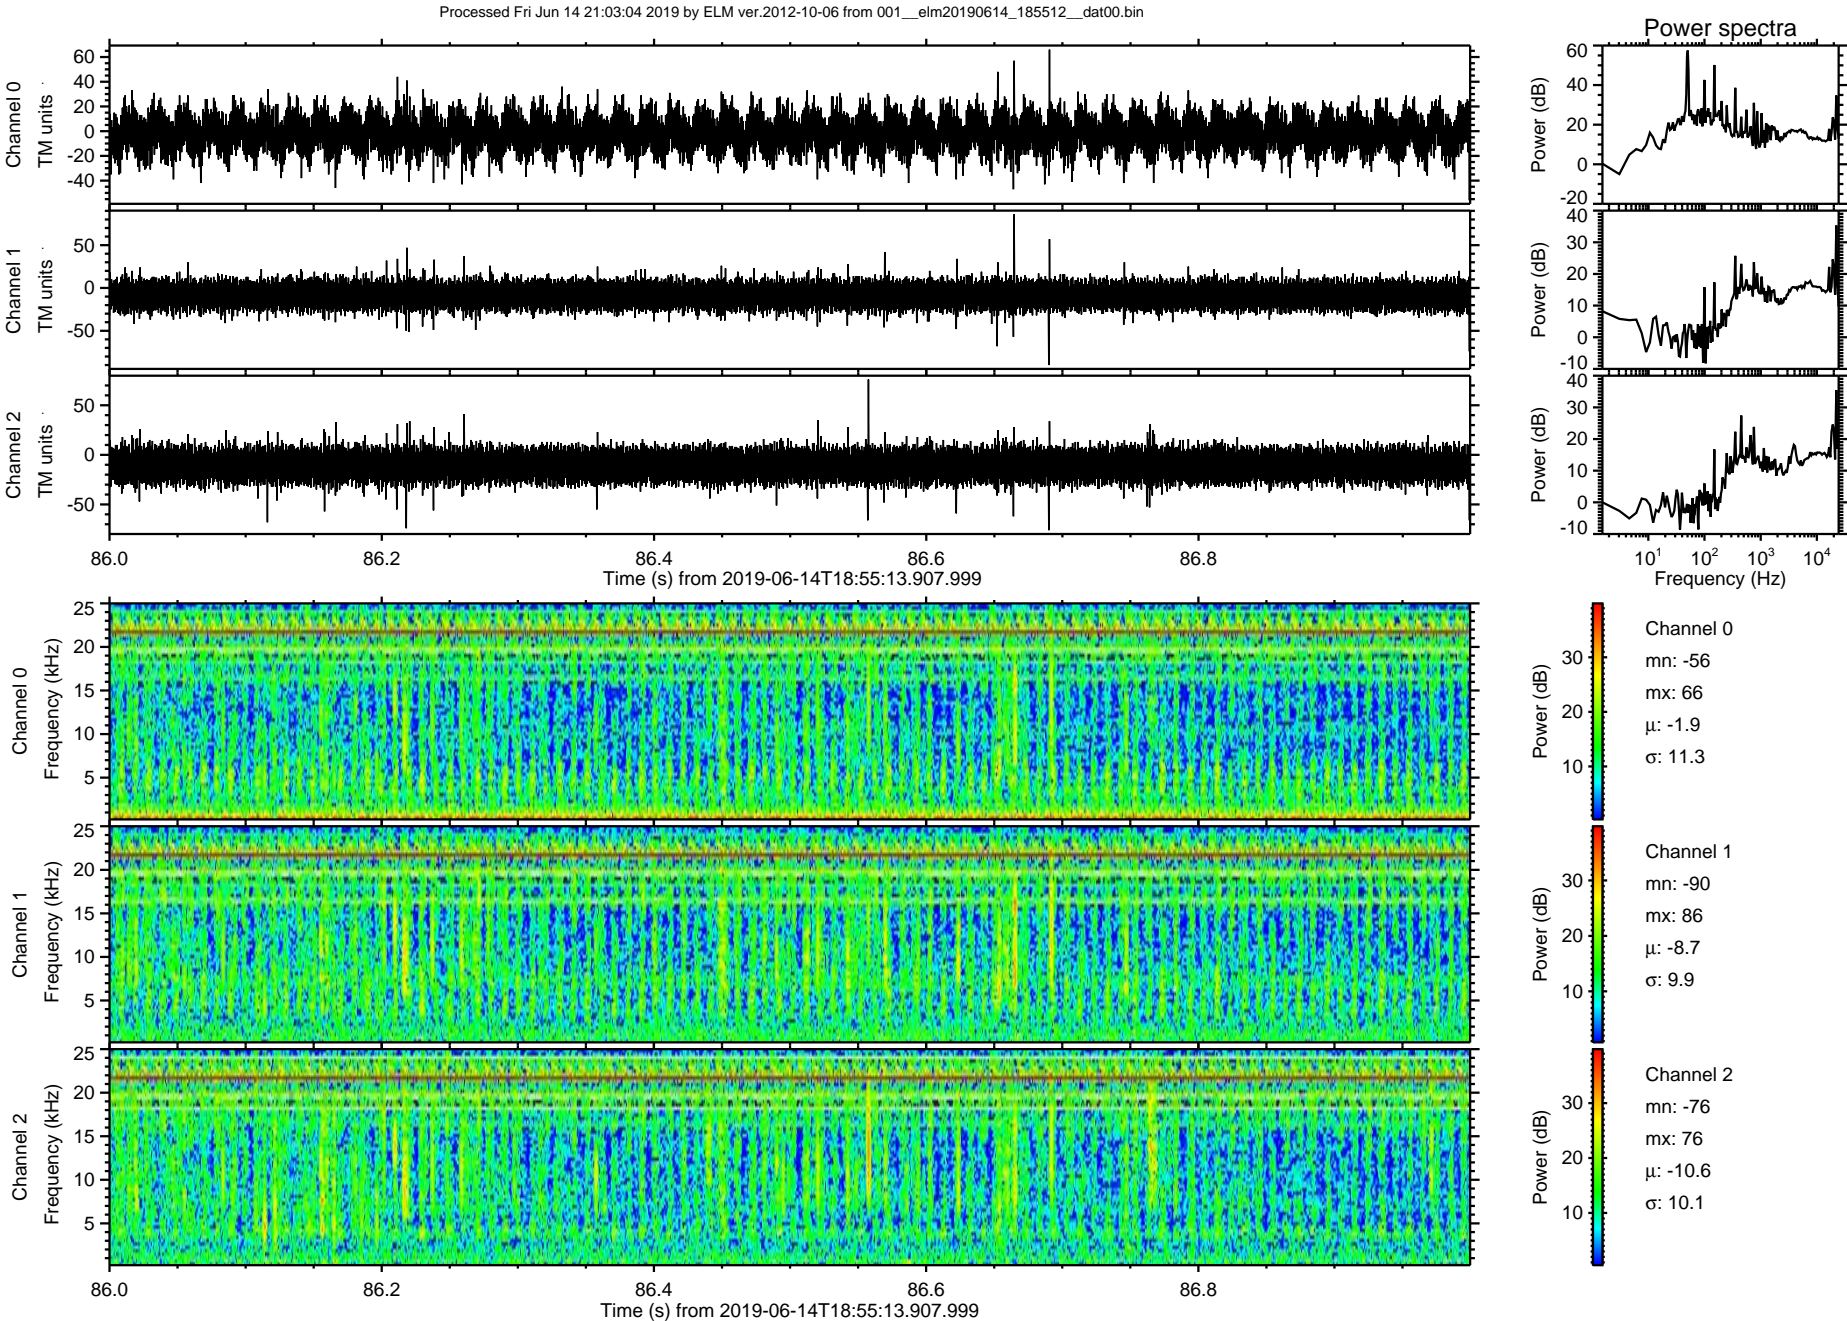 Processed Fri Jun 14 21:03:04 2019 by ELM ver.2012-10-06 from 001__elm20190614_185512__dat00.bin
Power spectra
Channel 0
TM units
60
40
20
0
-20
-40
Power (dB)
60
40
20
0
-20
Channel 1
TM units
50
0
-50
Power (dB)
40
30
20
10
0
-10
Channel 2
TM units
50
0
-50
Power (dB)
40
30
20
10
0
-10
86.0 86.2 86.4 86.6 86.8
Time (s) from 2019-06-14T18:55:13.907.999
10¹ 10² 10³ 10⁴
Frequency (Hz)
Channel 0
Frequency (kHz)
25
20
15
10
5
Power (dB)
30
20
10
Channel 0
mn: -56
mx: 66
μ: -1.9
σ: 11.3
Channel 1
Frequency (kHz)
25
20
15
10
5
Power (dB)
30
20
10
Channel 1
mn: -90
mx: 86
μ: -8.7
σ: 9.9
Channel 2
Frequency (kHz)
25
20
15
10
5
Power (dB)
30
20
10
Channel 2
mn: -76
mx: 76
μ: -10.6
σ: 10.1
86.0 86.2 86.4 86.6 86.8
Time (s) from 2019-06-14T18:55:13.907.999